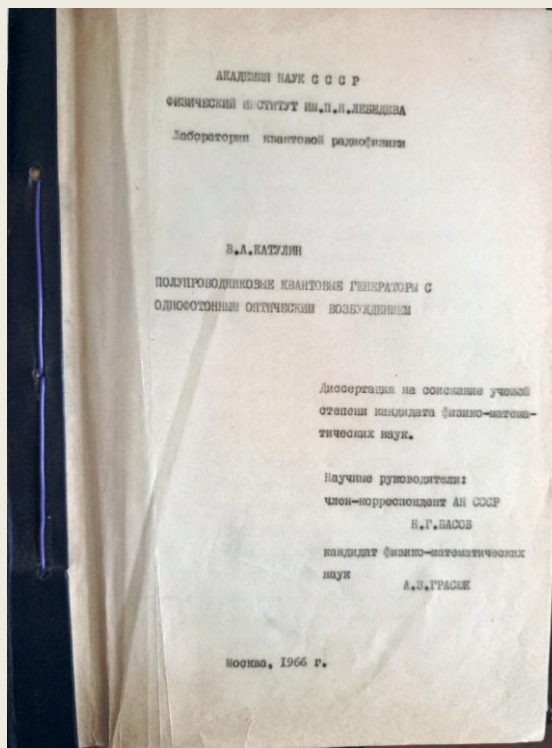 АКАДЕМИЯ НАУК С С С Р
ФИЗИЧЕСКИЙ ИНСТИТУТ ИМ.П.Н.ЛЕБЕДЕВА
Лаборатория квантовой радиофизики
В.А.КАТУЛИН
ПОЛУПРОВОДНИКОВЫЕ КВАНТОВЫЕ ГЕНЕРАТОРЫ С
ОДНОФОТОННЫМ ОПТИЧЕСКИМ ВОЗБУЖДЕНИЕМ
Диссертация на соискание ученой
степени кандидата физико-матема-
тических наук.
Научные руководители:
член-корреспондент АН СССР
Н.Г.БАСОВ
кандидат физико-математических
наук
А.З.ГРАСЮК
Москва, 1966 г.